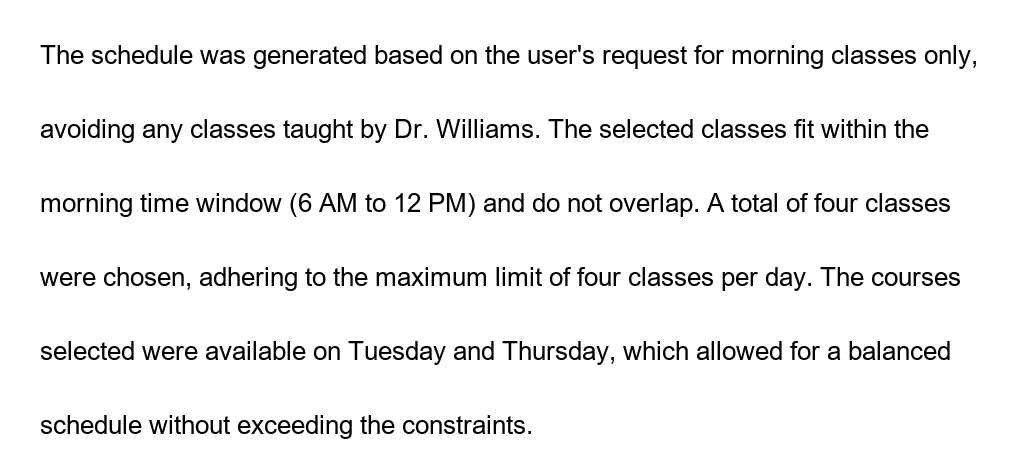 The schedule was generated based on the user's request for morning classes only,
avoiding any classes taught by Dr. Williams. The selected classes fit within the
morning time window (6 AM to 12 PM) and do not overlap. A total of four classes
were chosen, adhering to the maximum limit of four classes per day. The courses
selected were available on Tuesday and Thursday, which allowed for a balanced
schedule without exceeding the constraints.